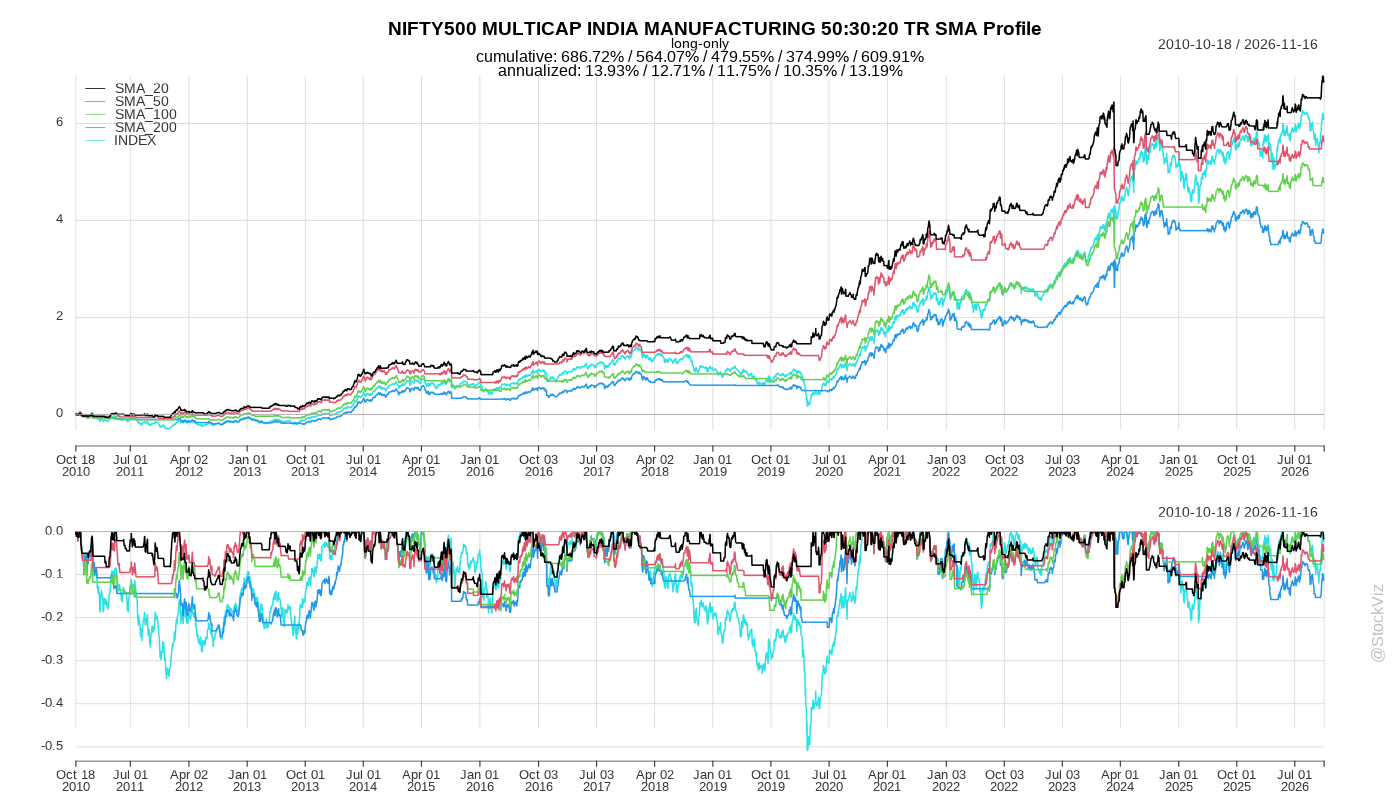 NIFTY500 MULTICAP INDIA MANUFACTURING 50:30:20 TR SMA Profile
long-only
2010-10-18 / 2026-11-16
cumulative: 686.72% / 564.07% / 479.55% / 374.99% / 609.91%
annualized: 13.93% / 12.71% / 11.75% / 10.35% / 13.19%
SMA_20
SMA_50
SMA_100
SMA_200
INDEX
6
4
2
0
Oct 18 Jul 01 Apr 02 Jan 01 Oct 01 Jul 01 Apr 01 Jan 01 Oct 03 Jul 03 Apr 02 Jan 01 Oct 01 Jul 01 Apr 01 Jan 03 Oct 03 Jul 03 Apr 01 Jan 01 Oct 01 Jul 01
2010 2011 2012 2013 2013 2014 2015 2016 2016 2017 2018 2019 2019 2020 2021 2022 2022 2023 2024 2025 2025 2026
2010-10-18 / 2026-11-16
0.0
-0.1
-0.2
-0.3
-0.4
-0.5
Oct 18 Jul 01 Apr 02 Jan 01 Oct 01 Jul 01 Apr 01 Jan 01 Oct 03 Jul 03 Apr 02 Jan 01 Oct 01 Jul 01 Apr 01 Jan 03 Oct 03 Jul 03 Apr 01 Jan 01 Oct 01 Jul 01
2010 2011 2012 2013 2013 2014 2015 2016 2016 2017 2018 2019 2019 2020 2021 2022 2022 2023 2024 2025 2025 2026
@StockViz